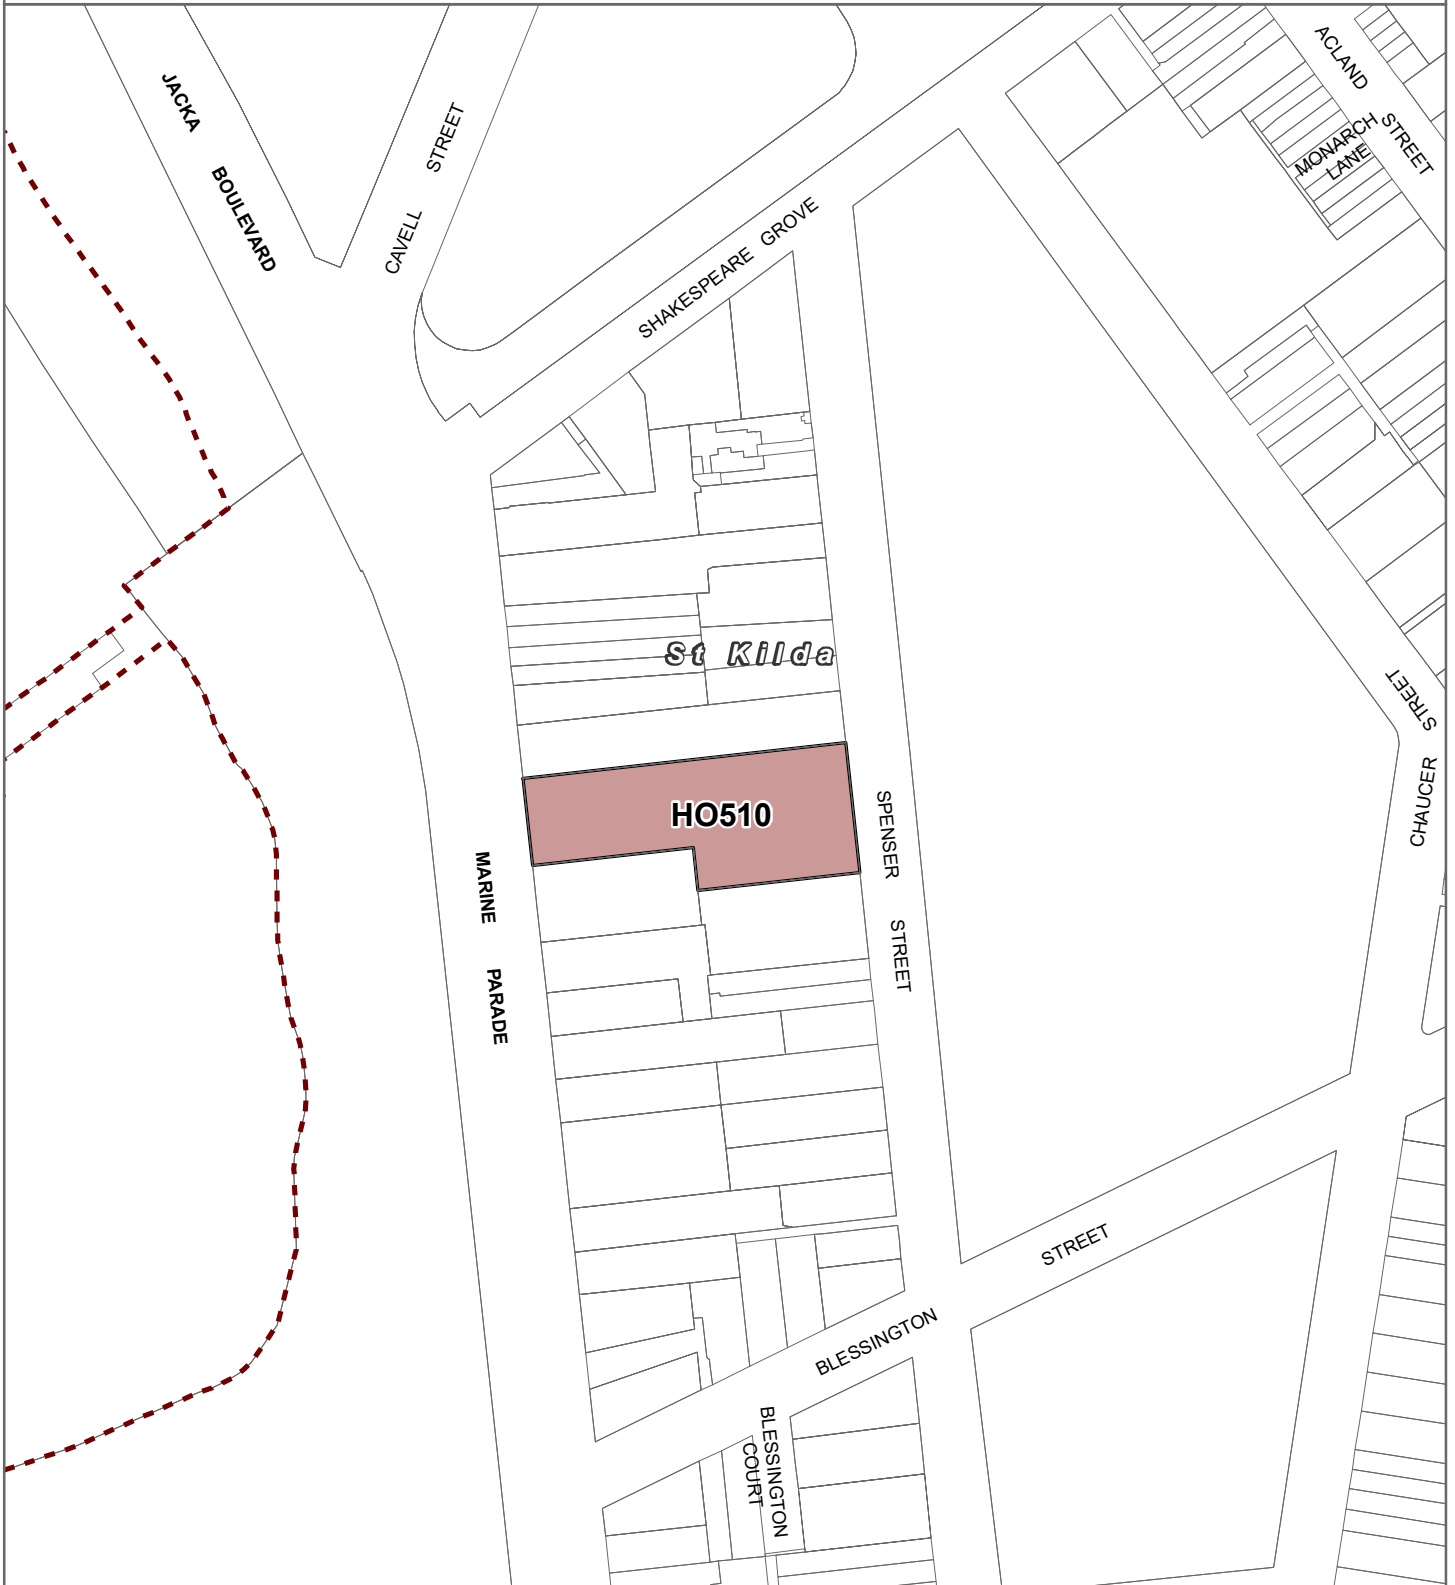 JACKA
BOULEVARD
CAVELL
STREET
SHAKESPEARE GROVE
ACLAND
STREET
MONARCH
LANE
St Kilda
HO510
MARINE
PARADE
SPENSER
STREET
STREET
CHAUCER
BLESSINGTON
STREET
BLESSINGTON
COURT